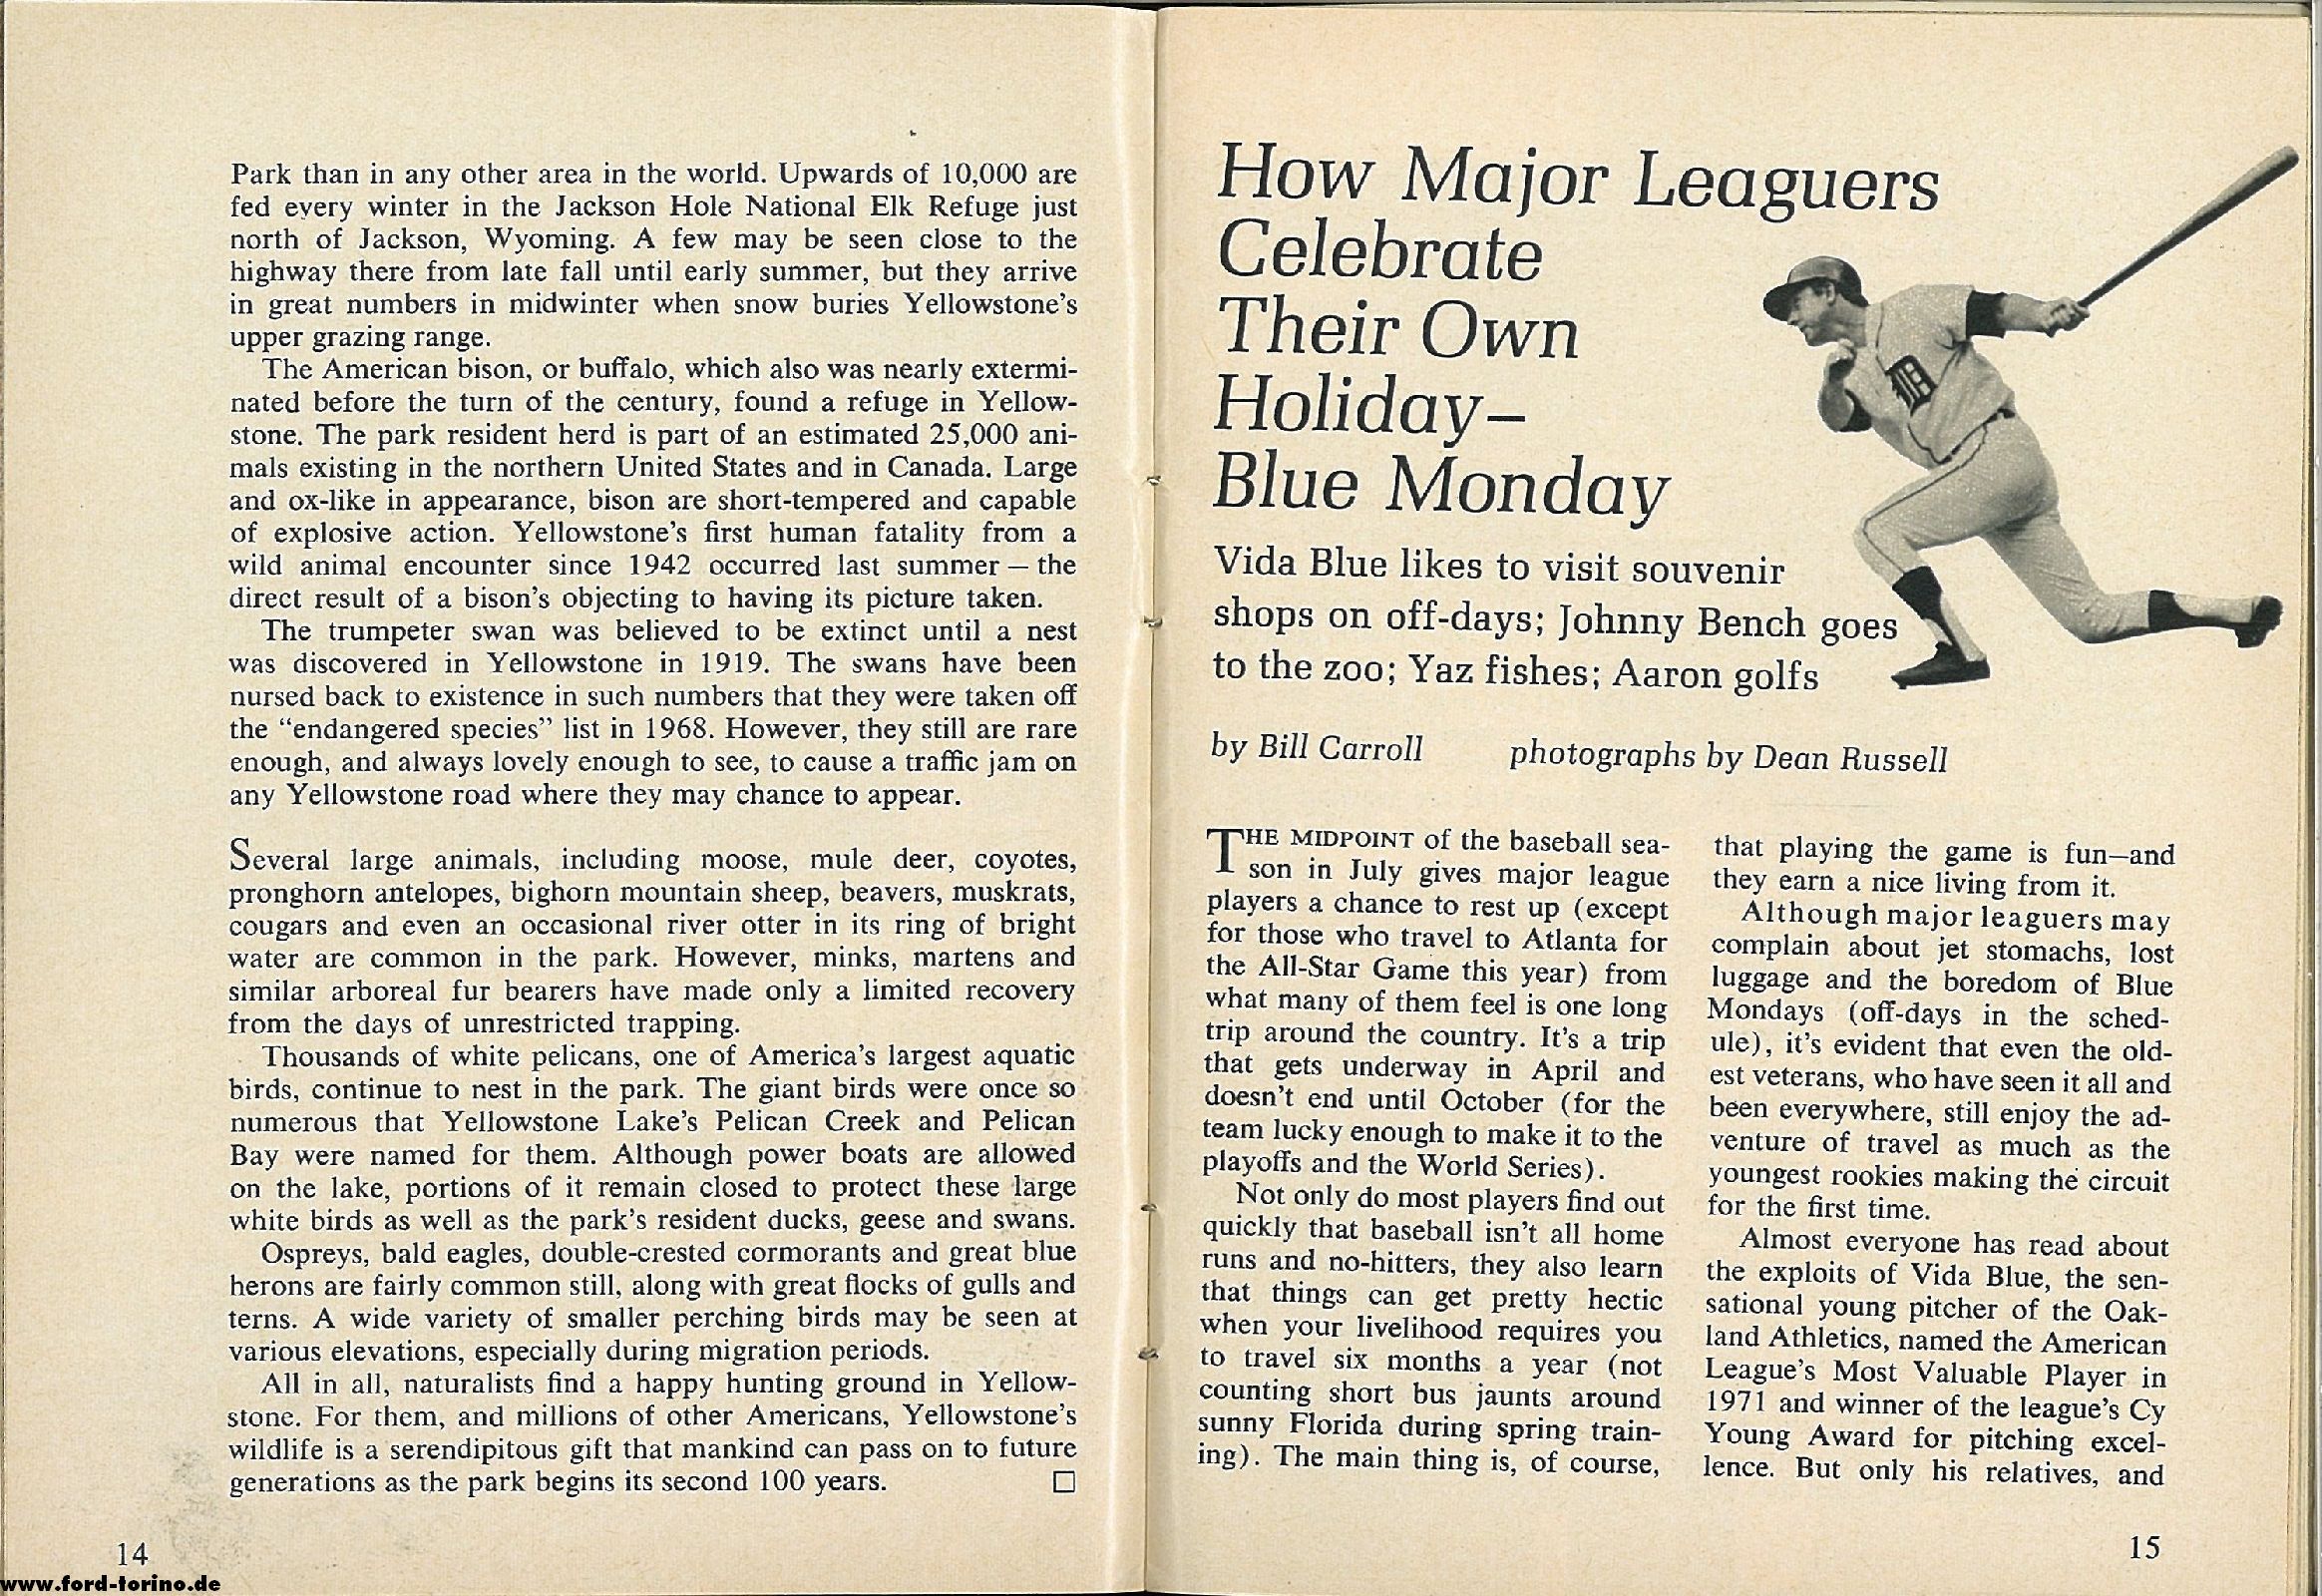 Park than in any other area in the world. Upwards of 10,000 are
fed every winter in the Jackson Hole National Elk Refuge just
north of Jackson, Wyoming. A few may be seen close to the
highway there from late fall until early summer, but they arrive
in great numbers in midwinter when snow buries Yellowstone's
upper grazing range.
The American bison, or buffalo, which also was nearly extermi-
nated before the turn of the century, found a refuge in Yellow-
stone. The park resident herd is part of an estimated 25,000 ani-
mals existing in the northern United States and in Canada. Large
and ox-like in appearance, bison are short-tempered and capable
of explosive action. Yellowstone's first human fatality from a
wild animal encounter since 1942 occurred last summer — the
direct result of a bison's objecting to having its picture taken.
The trumpeter swan was believed to be extinct until a nest
was discovered in Yellowstone in 1919. The swans have been
nursed back to existence in such numbers that they were taken off
the “endangered species” list in 1968. However, they still are rare
enough, and always lovely enough to see, to cause a traffic jam on
any Yellowstone road where they may chance to appear.
Several large animals, including moose, mule deer, coyotes,
pronghorn antelopes, bighorn mountain sheep, beavers, muskrats,
cougars and even an occasional river otter in its ring of bright
water are common in the park. However, minks, martens and
similar arboreal fur bearers have made only a limited recovery
from the days of unrestricted trapping.
Thousands of white pelicans, one of America's largest aquatic
birds, continue to nest in the park. The giant birds were once so
numerous that Yellowstone Lake's Pelican Creek and Pelican
Bay were named for them. Although power boats are allowed
on the lake, portions of it remain closed to protect these large
white birds as well as the park's resident ducks, geese and swans.
Ospreys, bald eagles, double-crested cormorants and great blue
herons are fairly common still, along with great flocks of gulls and
terns. A wide variety of smaller perching birds may be seen at
various elevations, especially during migration periods.
All in all, naturalists find a happy hunting ground in Yellow-
stone. For them, and millions of other Americans, Yellowstone's
wildlife is a serendipitous gift that mankind can pass on to future
generations as the park begins its second 100 years. □
14
www.ford-torino.de
How Major Leaguers
Celebrate
Their Own
Holiday–
Blue Monday
D
Vida Blue likes to visit souvenir
shops on off-days; Johnny Bench goes
to the zoo; Yaz fishes; Aaron golfs
by Bill Carroll photographs by Dean Russell
THE MIDPOINT of the baseball sea-
son in July gives major league
players a chance to rest up (except
for those who travel to Atlanta for
the All-Star Game this year) from
what many of them feel is one long
trip around the country. It's a trip
that gets underway in April and
doesn't end until October (for the
team lucky enough to make it to the
playoffs and the World Series).
Not only do most players find out
quickly that baseball isn't all home
runs and no-hitters, they also learn
that things can get pretty hectic
when your livelihood requires you
to travel six months a year (not
counting short bus jaunts around
sunny Florida during spring train-
ing). The main thing is, of course,
that playing the game is fun—and
they earn a nice living from it.
Although major leaguers may
complain about jet stomachs, lost
luggage and the boredom of Blue
Mondays (off-days in the sched-
ule), it's evident that even the old-
est veterans, who have seen it all and
been everywhere, still enjoy the ad-
venture of travel as much as the
youngest rookies making the circuit
for the first time.
Almost everyone has read about
the exploits of Vida Blue, the sen-
sational young pitcher of the Oak-
land Athletics, named the American
League's Most Valuable Player in
1971 and winner of the league's Cy
Young Award for pitching excel-
lence. But only his relatives, and
15